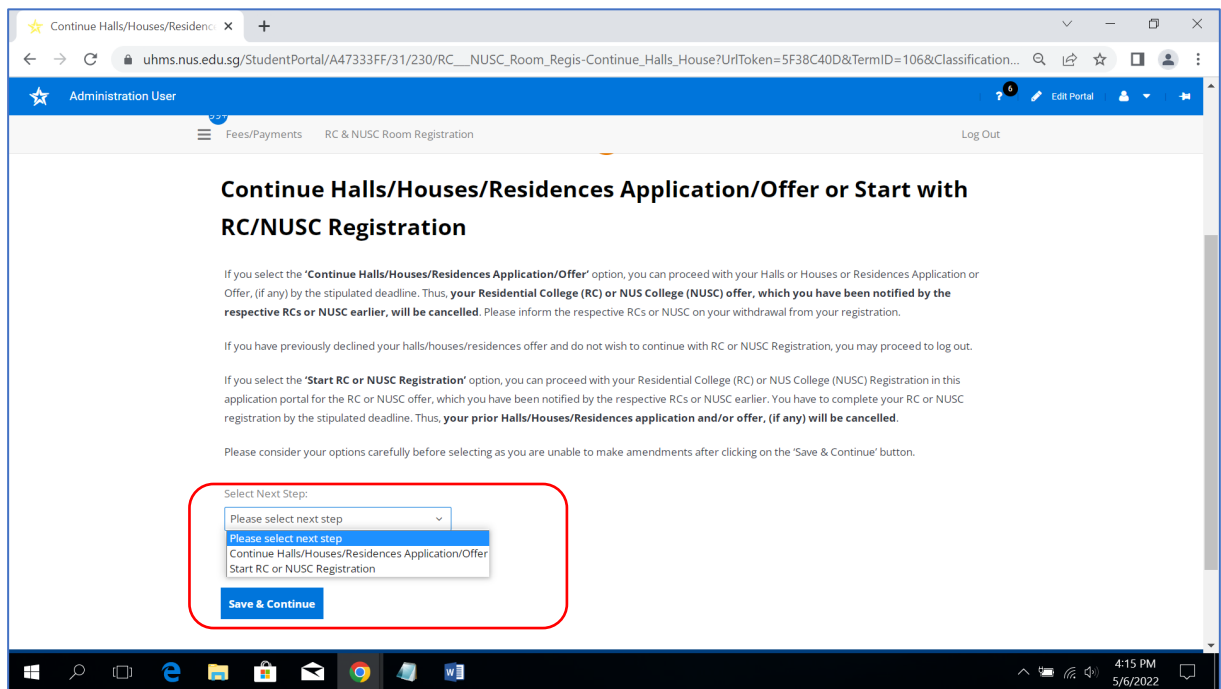 Continue Halls/Houses/Residenc
uhms.nus.edu.sg/StudentPortal/A47333FF/31/230/RC___NUSC_Room_Regis-Continue_Halls_House?UrlToken=5F38C40D&TermID=106&Classification...
Administration User
? 6 Edit Portal
Fees/Payments RC & NUSC Room Registration Log Out
Continue Halls/Houses/Residences Application/Offer or Start with
RC/NUSC Registration
If you select the ‘Continue Halls/Houses/Residences Application/Offer’ option, you can proceed with your Halls or Houses or Residences Application or
Offer, (if any) by the stipulated deadline. Thus, your Residential College (RC) or NUS College (NUSC) offer, which you have been notified by the
respective RCs or NUSC earlier, will be cancelled. Please inform the respective RCs or NUSC on your withdrawal from your registration.
If you have previously declined your halls/houses/residences offer and do not wish to continue with RC or NUSC Registration, you may proceed to log out.
If you select the ‘Start RC or NUSC Registration’ option, you can proceed with your Residential College (RC) or NUS College (NUSC) Registration in this
application portal for the RC or NUSC offer, which you have been notified by the respective RCs or NUSC earlier. You have to complete your RC or NUSC
registration by the stipulated deadline. Thus, your prior Halls/Houses/Residences application and/or offer, (if any) will be cancelled.
Please consider your options carefully before selecting as you are unable to make amendments after clicking on the ‘Save & Continue’ button.
Select Next Step:
Please select next step
Please select next step
Continue Halls/Houses/Residences Application/Offer
Start RC or NUSC Registration
Save & Continue
4:15 PM
5/6/2022